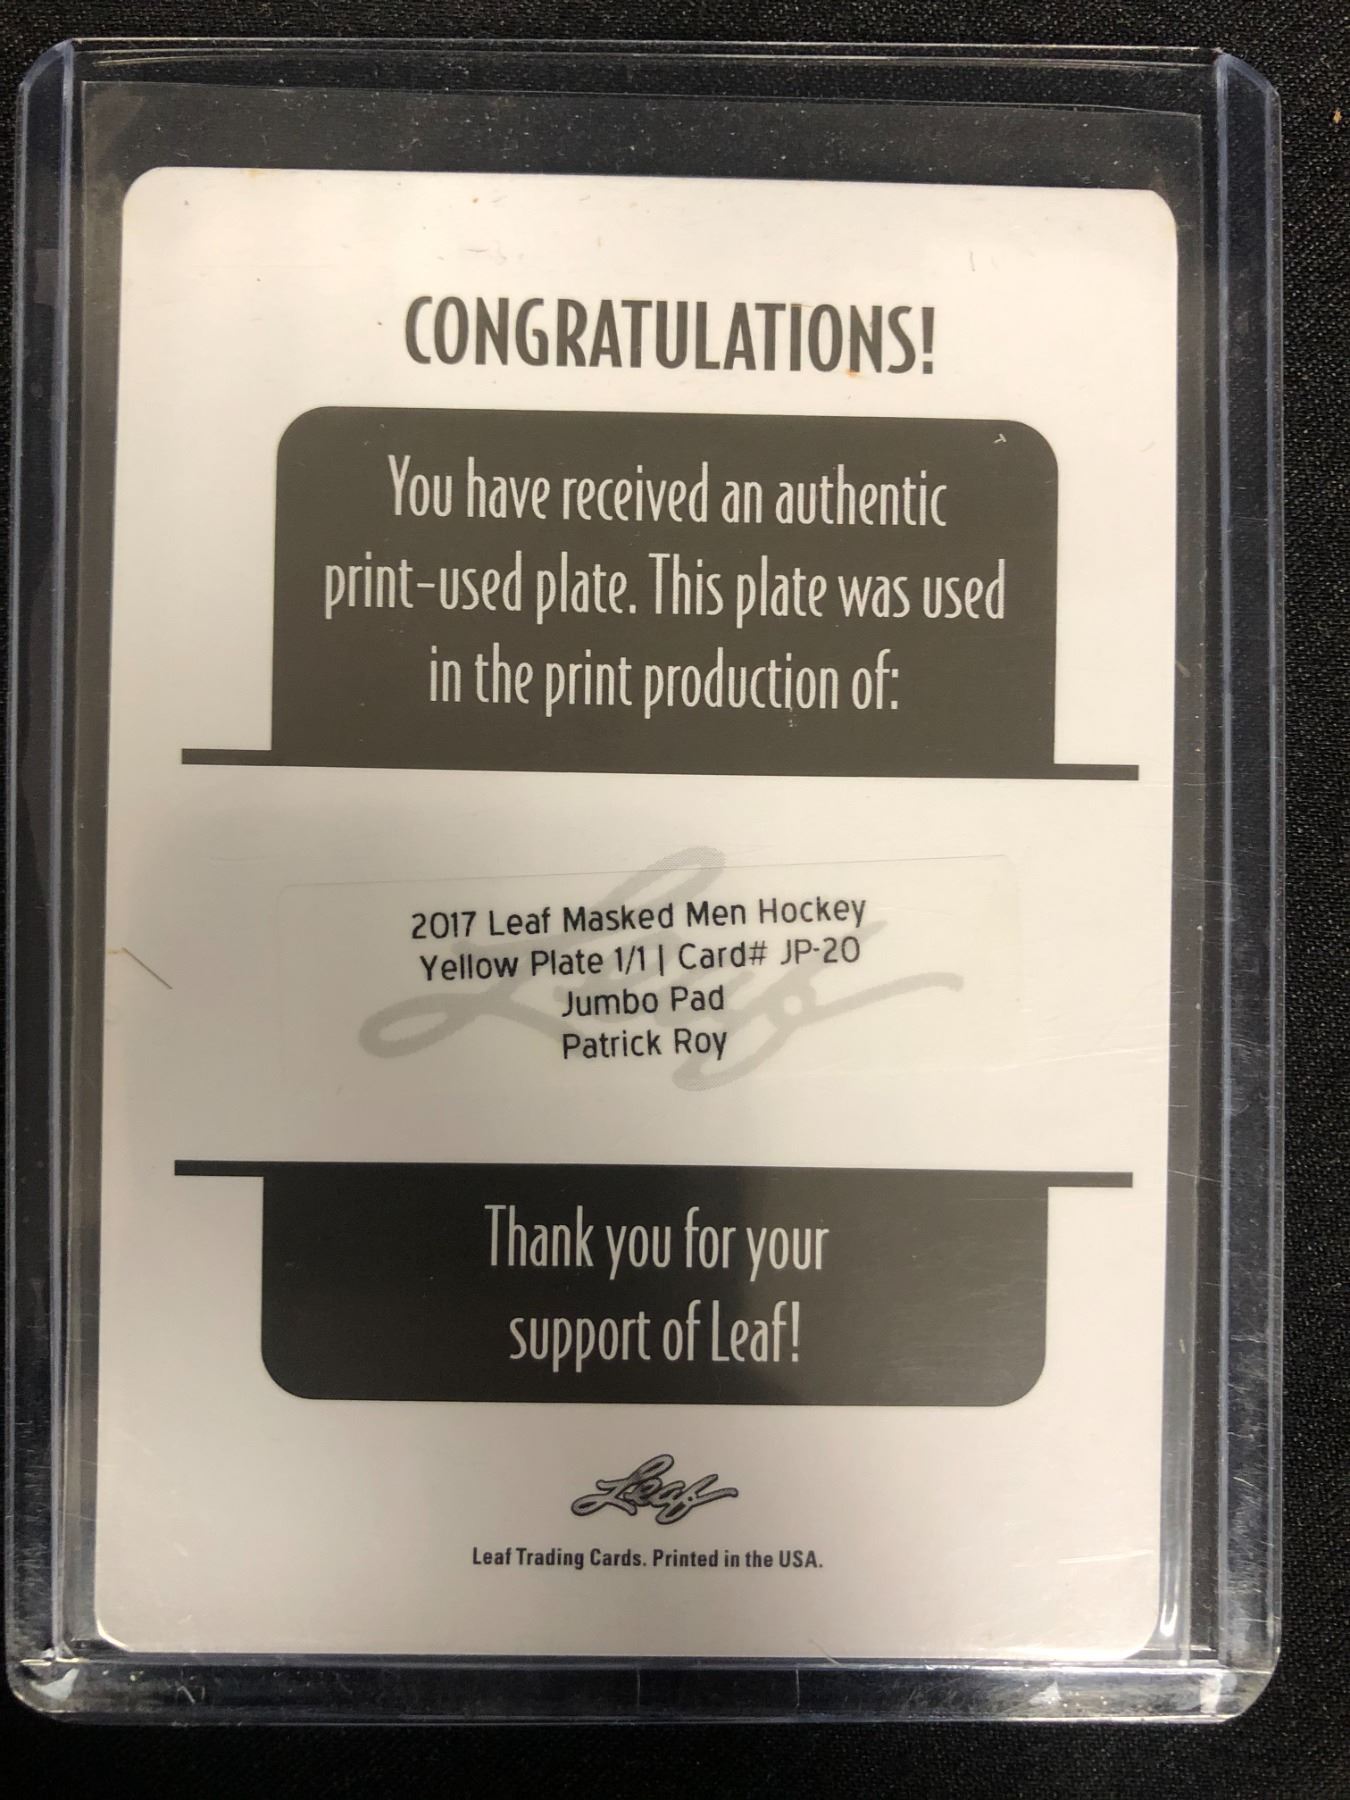 CONGRATULATIONS!
You have received an authentic
print-used plate. This plate was used
in the print production of:
Leaf
2017 Leaf Masked Men Hockey
Yellow Plate 1/1 | Card# JP-20
Jumbo Pad
Patrick Roy
Thank you for your
support of Leaf!
Leaf
Leaf Trading Cards. Printed in the USA.